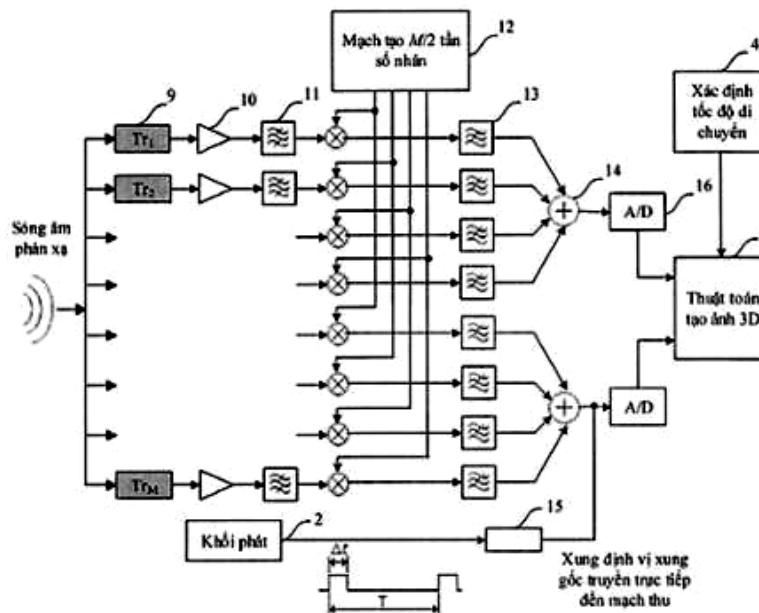 Mạch tạo M/2 tần
số nhân
12
4
9
10
11
13
Xác định
tốc độ di
chuyển
Tr₁
14
16
Tr₂
A/D
Sóng âm
phản xạ
Thuật toán
tạo ảnh 3D
A/D
Trᴍ
2
15
Khối phát
Δt
T
Xung định vị xung
gốc truyền trực tiếp
đến mạch thu